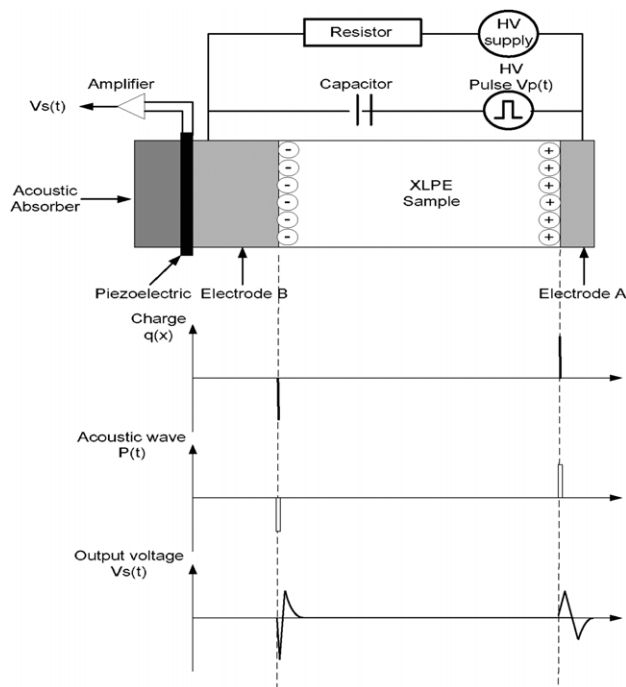 Resistor
HV
supply
Amplifier
Capacitor
HV
Pulse Vp(t)
Vs(t)
- + 
- + 
- + 
- + 
- + 
- + 
XLPE
Sample
Acoustic
Absorber
Piezoelectric
Electrode B
Electrode A
Charge
q(x)
Acoustic wave
P(t)
Output voltage
Vs(t)